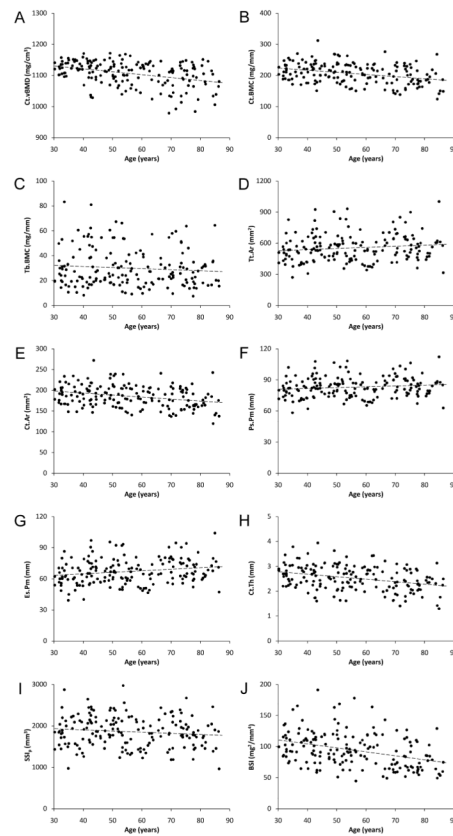 A
B
1300
1200
1100
1000
900
Ct.vBMD (mg/cm³)
30 40 50 60 70 80 90
Age (years)
400
300
200
100
0
Ct.BMC (mg/mm)
30 40 50 60 70 80 90
Age (years)
C
D
100
80
60
40
20
0
Tb.BMC (mg/mm)
30 40 50 60 70 80 90
Age (years)
1200
900
600
300
0
Tt.Ar (mm²)
30 40 50 60 70 80 90
Age (years)
E
F
300
250
200
150
100
50
0
Ct.Ar (mm²)
30 40 50 60 70 80 90
Age (years)
120
90
60
30
0
Ps.Pm (mm)
30 40 50 60 70 80 90
Age (years)
G
H
120
90
60
30
0
Es.Pm (mm)
30 40 50 60 70 80 90
Age (years)
5
4
3
2
1
0
Ct.Th (mm)
30 40 50 60 70 80 90
Age (years)
I
J
3000
2000
1000
0
SSIₚ (mm³)
30 40 50 60 70 80 90
Age (years)
200
150
100
50
0
BSI (mg²/mm⁴)
30 40 50 60 70 80 90
Age (years)